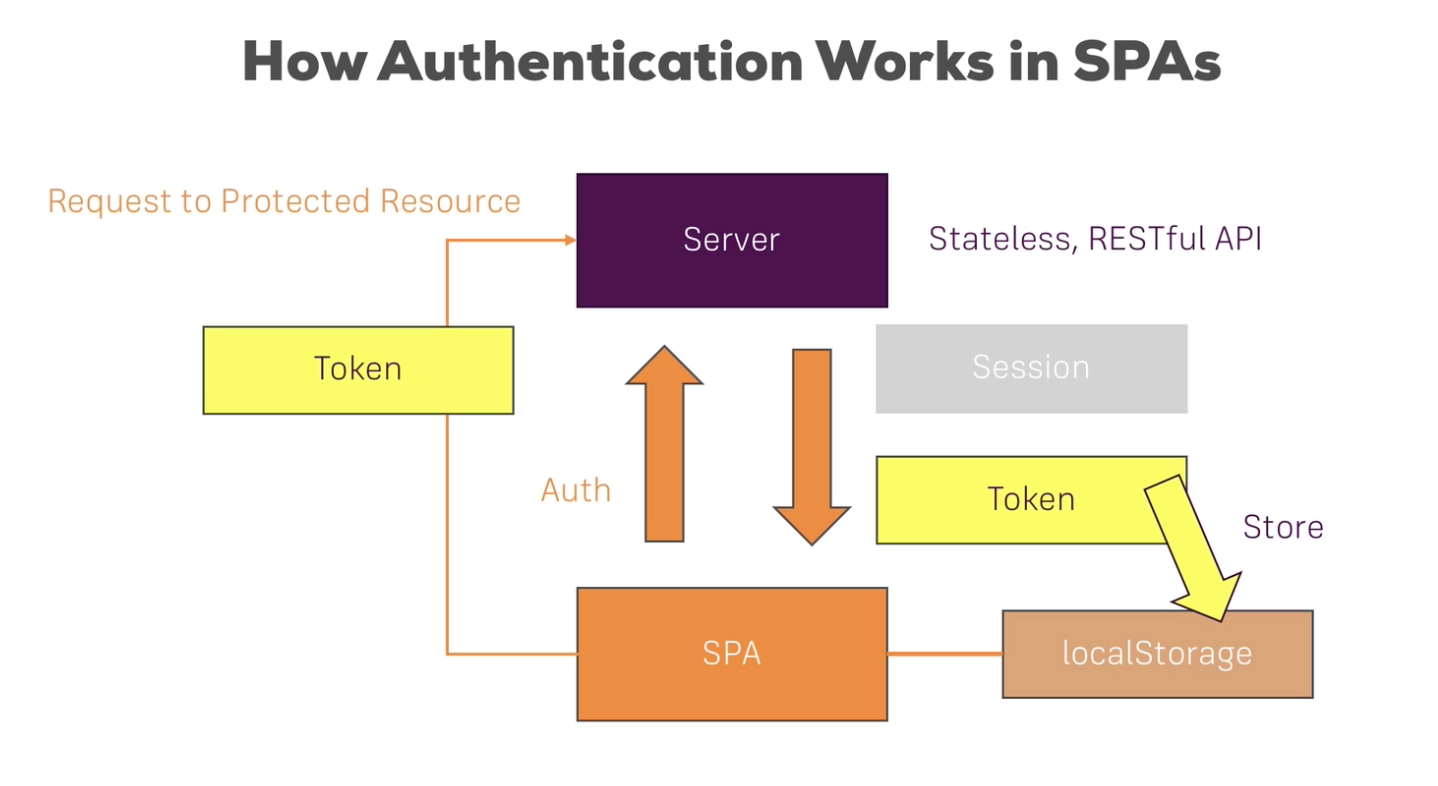 How Authentication Works in SPAs
Request to Protected Resource
Server
Stateless, RESTful API
Token
Session
Auth
Token
Store
SPA
localStorage